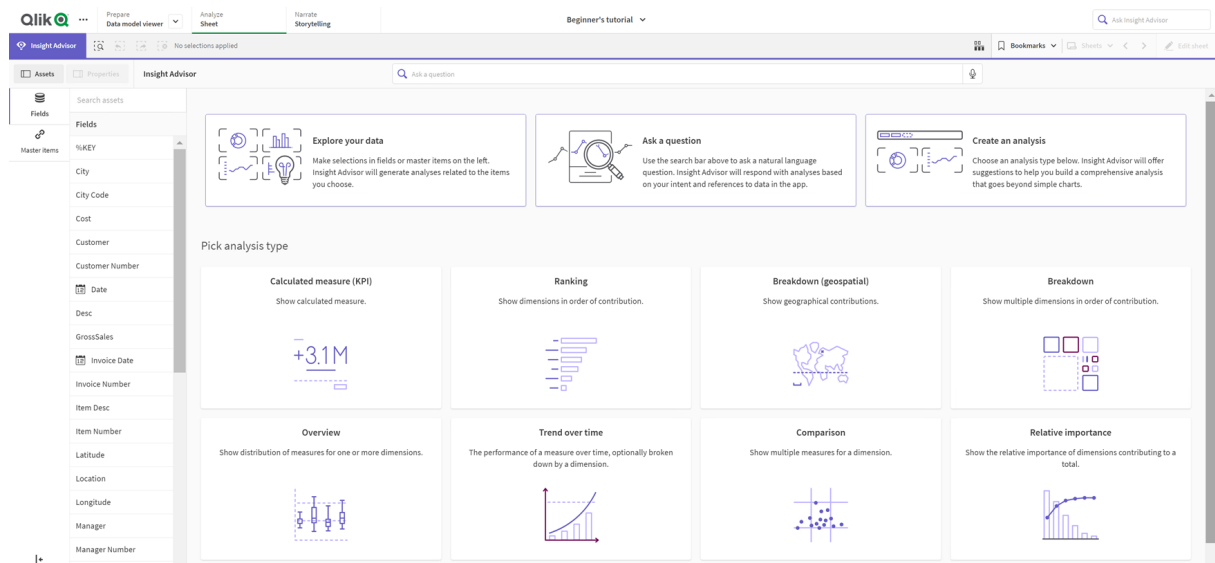 Qlik
Prepare
Data model viewer
Analyze
Sheet
Narrate
Storytelling
Beginner's tutorial
Ask Insight Advisor
Insight Advisor
No selections applied
Bookmarks
Sheets
Edit sheet
Assets
Properties
Insight Advisor
Ask a question
Fields
Master items
Search assets
Fields
%KEY
City
City Code
Cost
Customer
Customer Number
Date
Desc
GrossSales
Invoice Date
Invoice Number
Item Desc
Item Number
Latitude
Location
Longitude
Manager
Manager Number
Explore your data
Make selections in fields or master items on the left.
Insight Advisor will generate analyses related to the items
you choose.
Ask a question
Use the search bar above to ask a natural language
question. Insight Advisor will respond with analyses based
on your intent and references to data in the app.
Create an analysis
Choose an analysis type below. Insight Advisor will offer
suggestions to help you build a comprehensive analysis
that goes beyond simple charts.
Pick analysis type
Calculated measure (KPI)
Show calculated measure.
+3.1M
Ranking
Show dimensions in order of contribution.
Breakdown (geospatial)
Show geographical contributions.
Breakdown
Show multiple dimensions in order of contribution.
Overview
Show distribution of measures for one or more dimensions.
Trend over time
The performance of a measure over time, optionally broken
down by a dimension.
Comparison
Show multiple measures for a dimension.
Relative importance
Show the relative importance of dimensions contributing to a
total.